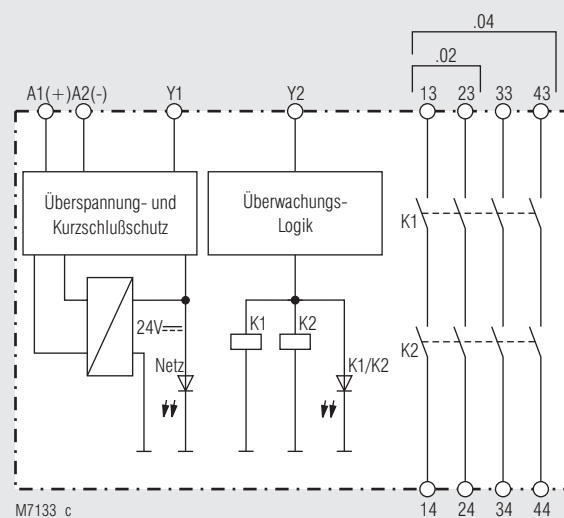 .04
.02
A1(+) A2(-) Y1 Y2 13 23 33 43
Überspannung- und
Kurzschlußschutz
Überwachungs-
Logik
K1
24V
K1 K2
Netz
K1/K2
K2
14 24 34 44
M7133_c